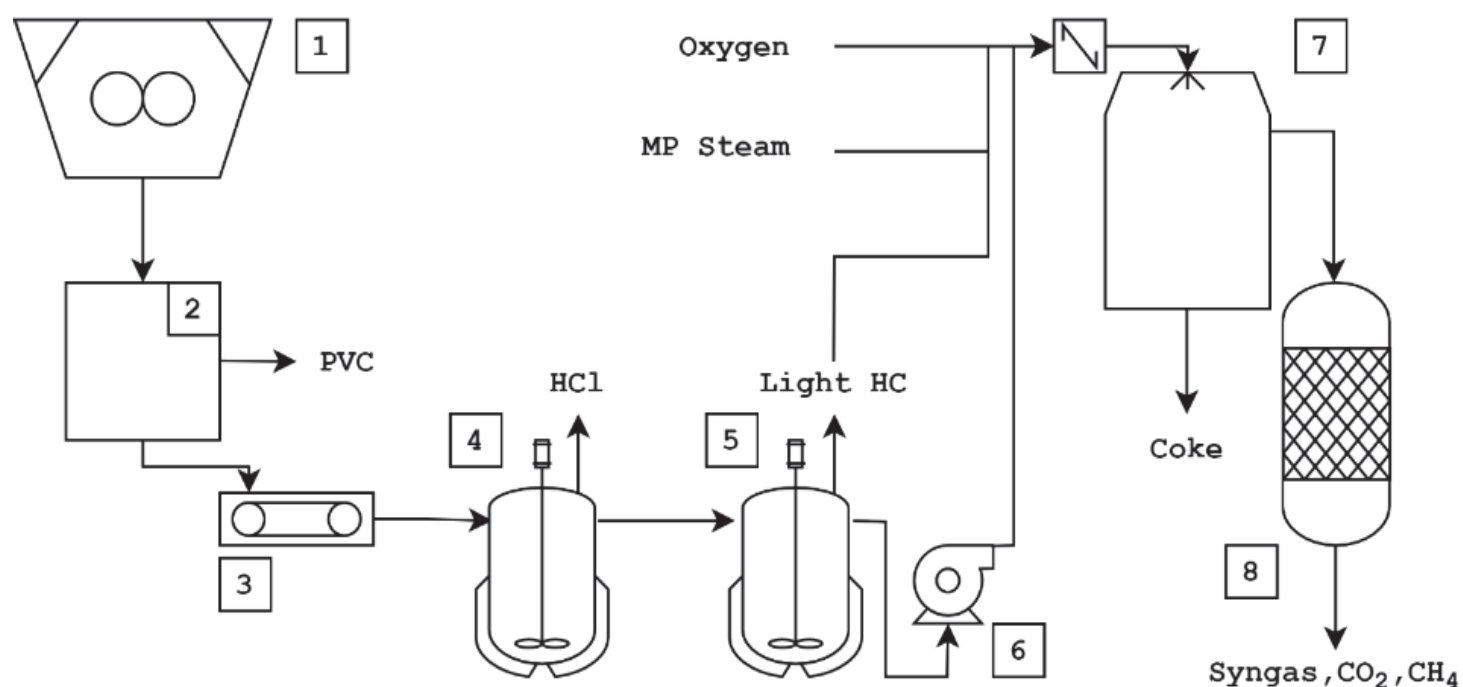 1
Oxygen
7
MP Steam
2
PVC
HCl
Light HC
4
5
Coke
3
8
6
Syngas,CO₂,CH₄